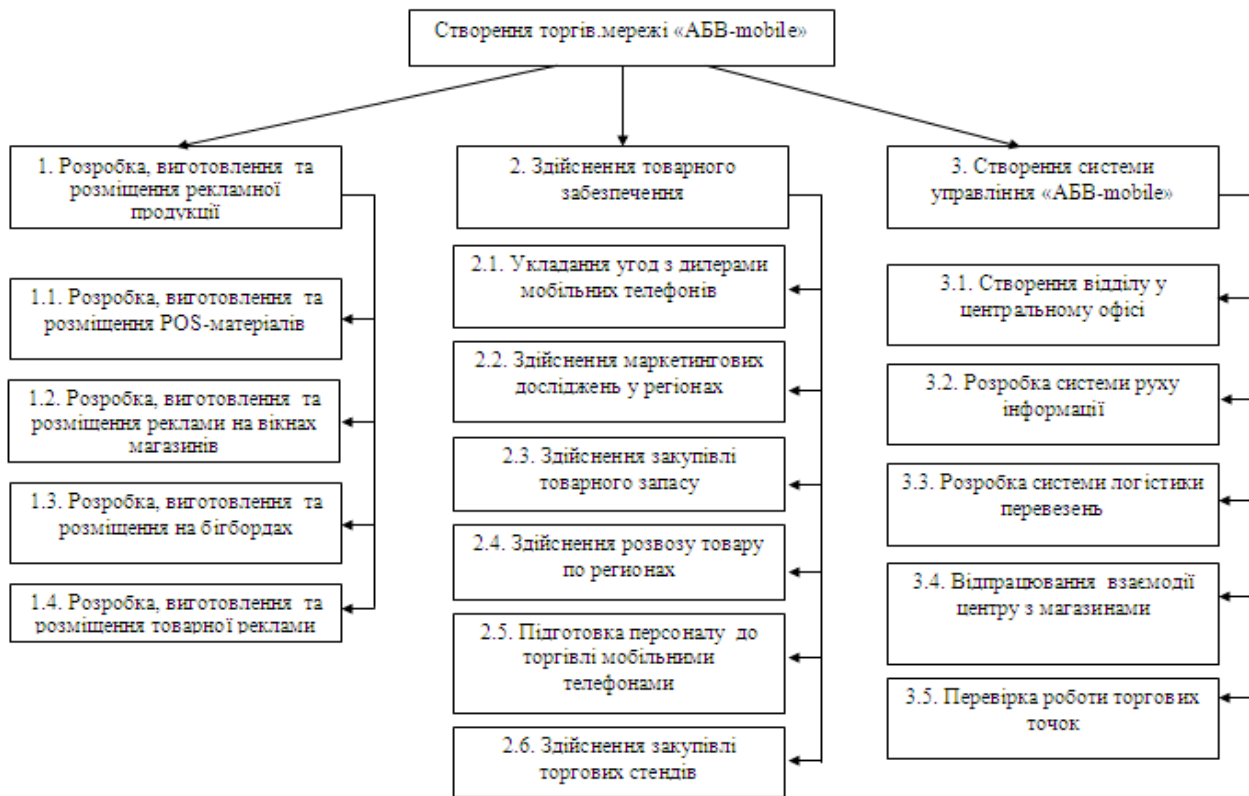 Створення торгів.мережі «АБВ-mobile»
1. Розробка, виготовлення та
розміщення рекламної
продукції
1.1. Розробка, виготовлення та
розміщення POS-матеріалів
1.2. Розробка, виготовлення та
розміщення реклами на вікнах
магазинів
1.3. Розробка, виготовлення та
розміщення на бігбордах
1.4. Розробка, виготовлення та
розміщення товарної реклами
2. Здійснення товарного
забезпечення
2.1. Укладання угод з дилерами
мобільних телефонів
2.2. Здійснення маркетингових
досліджень у регіонах
2.3. Здійснення закупівлі
товарного запасу
2.4. Здійснення розвозу товару
по регионах
2.5. Підготовка персоналу до
торгівлі мобільними
телефонами
2.6. Здійснення закупівлі
торгових стендів
3. Створення системи
управління «АБВ-mobile»
3.1. Створення відділу у
центральному офісі
3.2. Розробка системи руху
інформації
3.3. Розробка системи логістики
перевезень
3.4. Відпрацювання взаємодії
центру з магазинами
3.5. Перевірка роботи торгових
точок